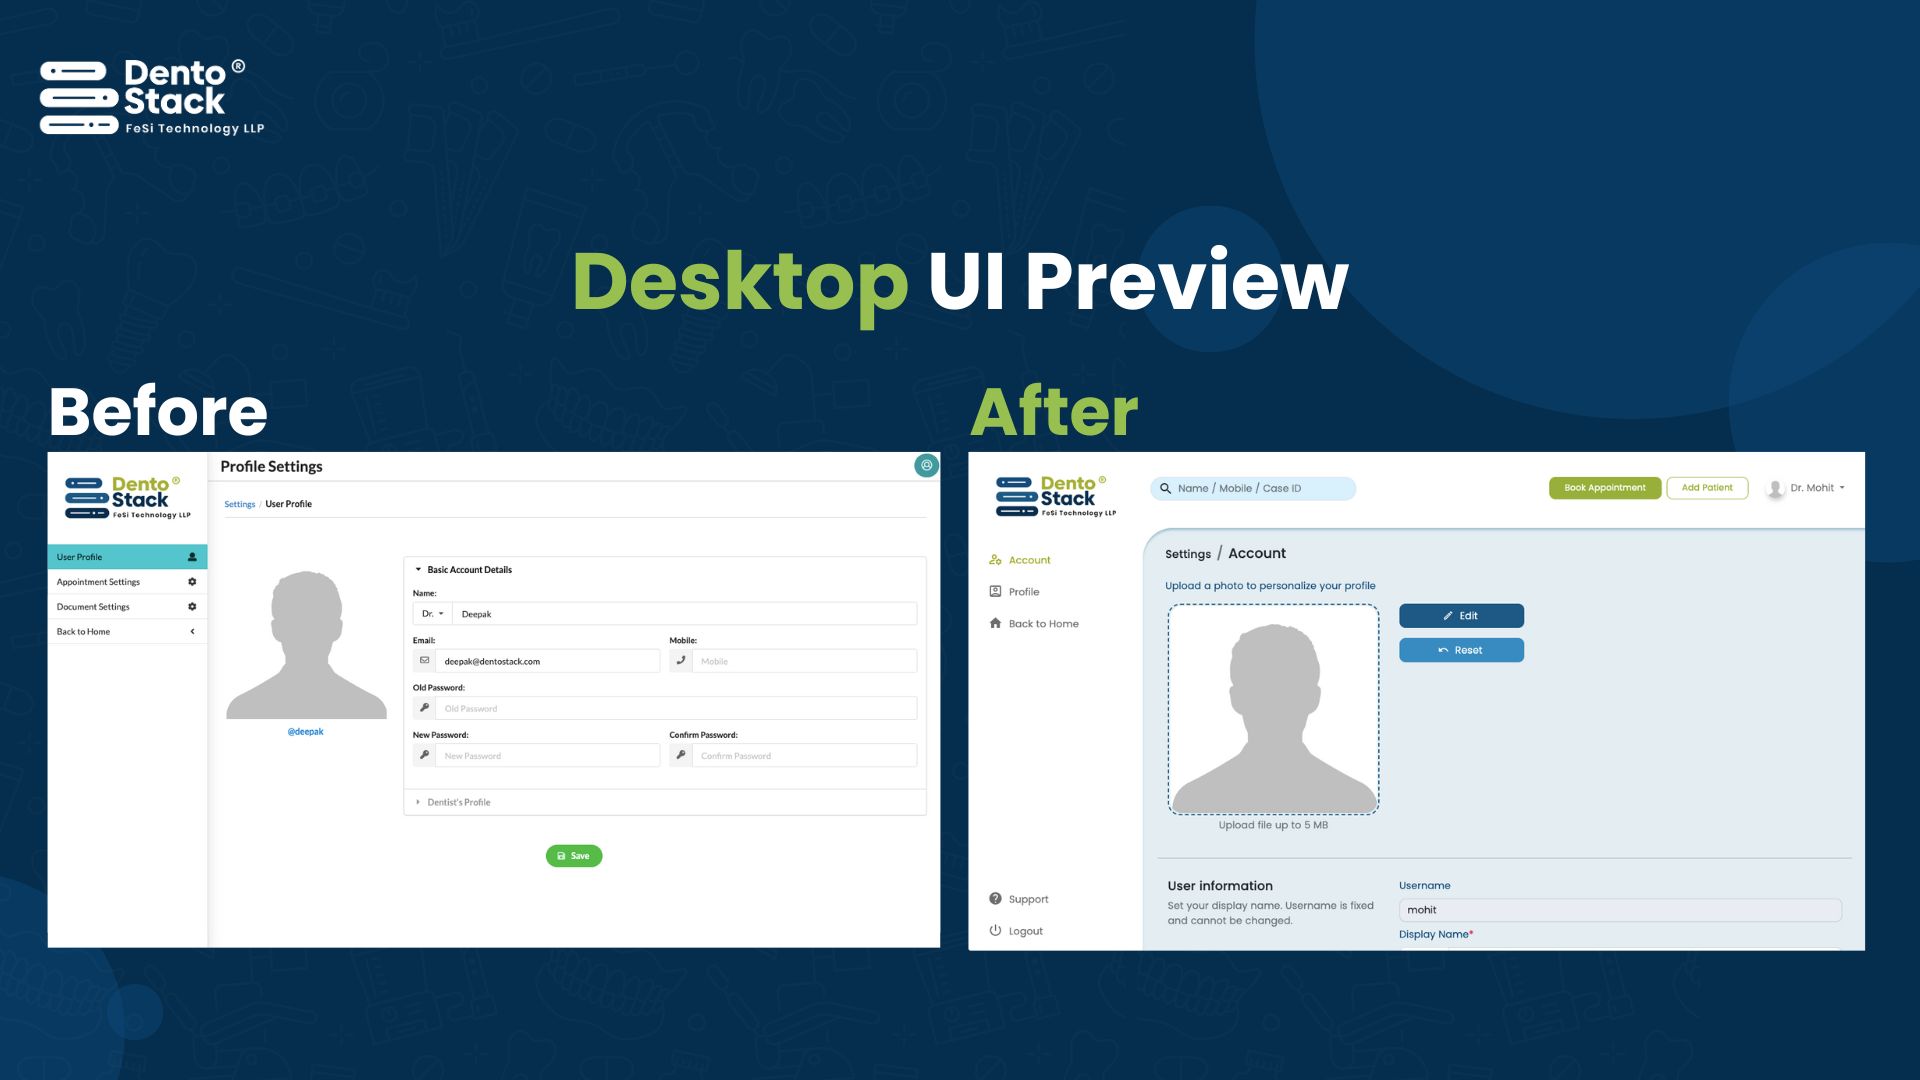 Dento®
Stack
FeSi Technology LLP
Desktop UI Preview
Before
After
Dento®
Stack
FeSi Technology LLP
Profile Settings
Settings / User Profile
User Profile
Appointment Settings
Document Settings
Back to Home
@deepak
Basic Account Details
Name:
Dr. Deepak
Email: Mobile:
deepak@dentostack.com Mobile
Old Password:
Old Password
New Password: Confirm Password:
New Password Confirm Password
Dentist's Profile
Save
Dento®
Stack
FeSi Technology LLP
Name / Mobile / Case ID
Book Appointment Add Patient Dr. Mohit
Account
Profile
Back to Home
Support
Logout
Settings / Account
Upload a photo to personalize your profile
Edit
Reset
Upload file up to 5 MB
User information
Set your display name. Username is fixed
and cannot be changed.
Username
mohit
Display Name*